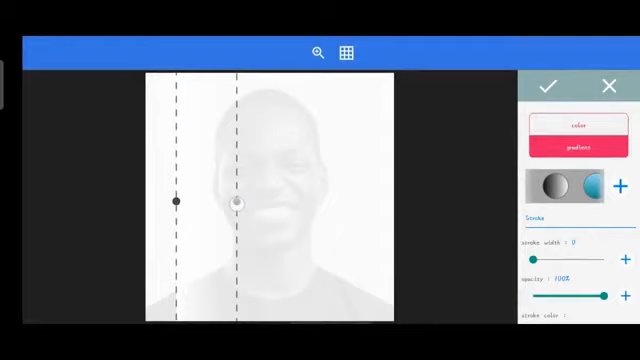 color
gradient
Stroke
stroke width : 0
opacity : 100%
stroke color :